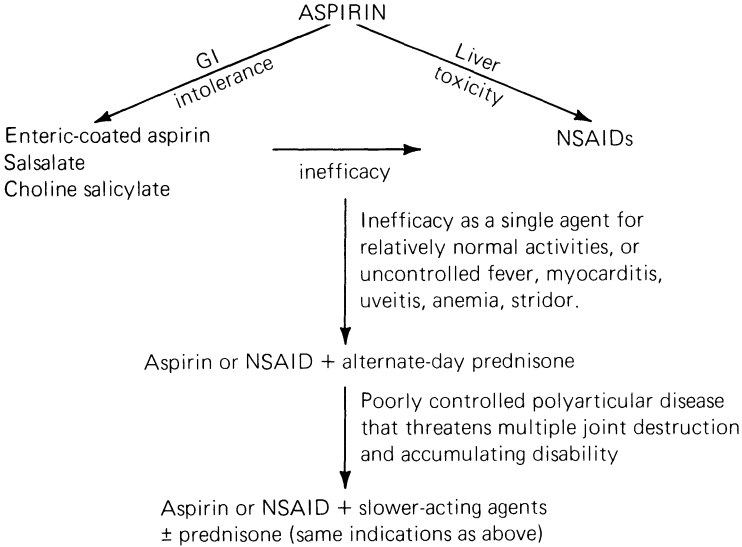 ASPIRIN
GI
intolerance
Liver
toxicity
Enteric-coated aspirin
Salsalate
Choline salicylate
inefficacy
NSAIDs
Inefficacy as a single agent for
relatively normal activities, or
uncontrolled fever, myocarditis,
uveitis, anemia, stridor.
Aspirin or NSAID + alternate-day prednisone
Poorly controlled polyarticular disease
that threatens multiple joint destruction
and accumulating disability
Aspirin or NSAID + slower-acting agents
± prednisone (same indications as above)